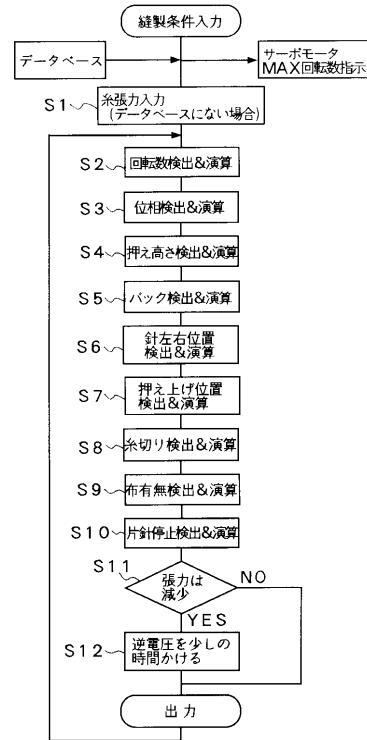 縫製条件入力
データベース
サーボモータ
MAX回転数指示
S1
糸張力入力
(データベースにない場合)
S2
回転数検出&演算
S3
位相検出&演算
S4
押え高さ検出&演算
S5
バック検出&演算
S6
針左右位置
検出&演算
S7
押え上げ位置
検出&演算
S8
糸切り検出&演算
S9
布有無検出&演算
S10
片針停止検出&演算
S11
張力は
減少
NO
YES
S12
逆電圧を少しの
時間かける
出力